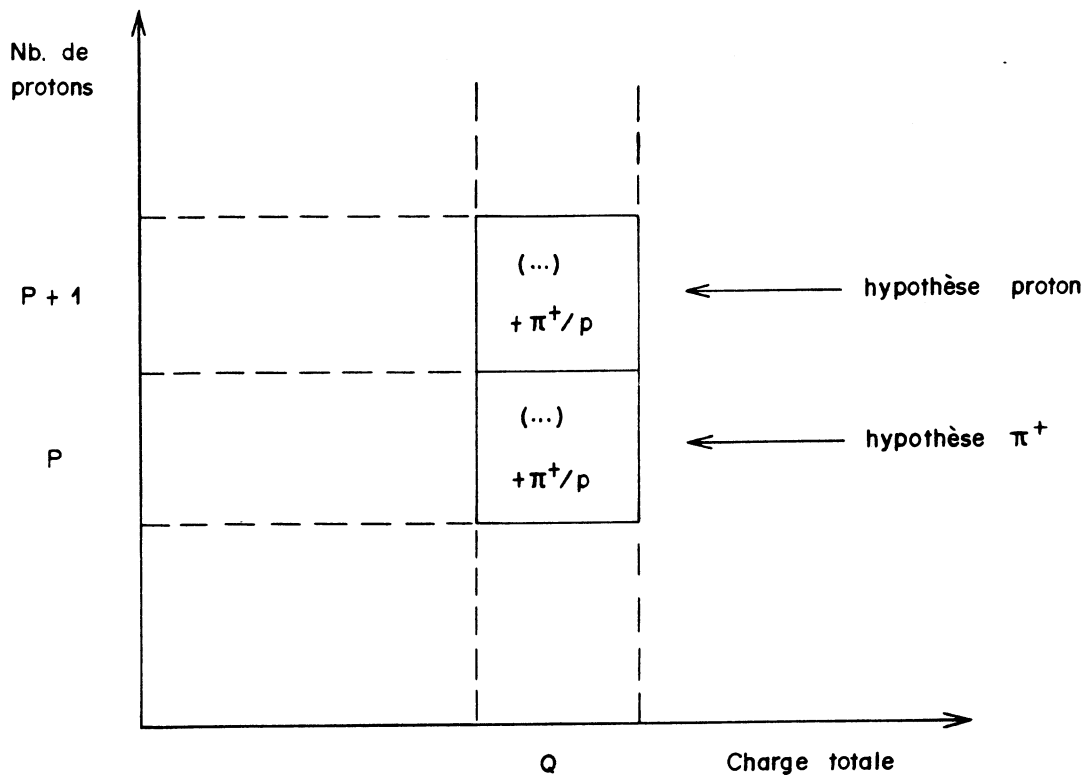 Nb. de
protons
(...)
+ π⁺/p
P + 1
hypothèse proton
(...)
+π⁺/p
P
hypothèse π⁺
Q
Charge totale